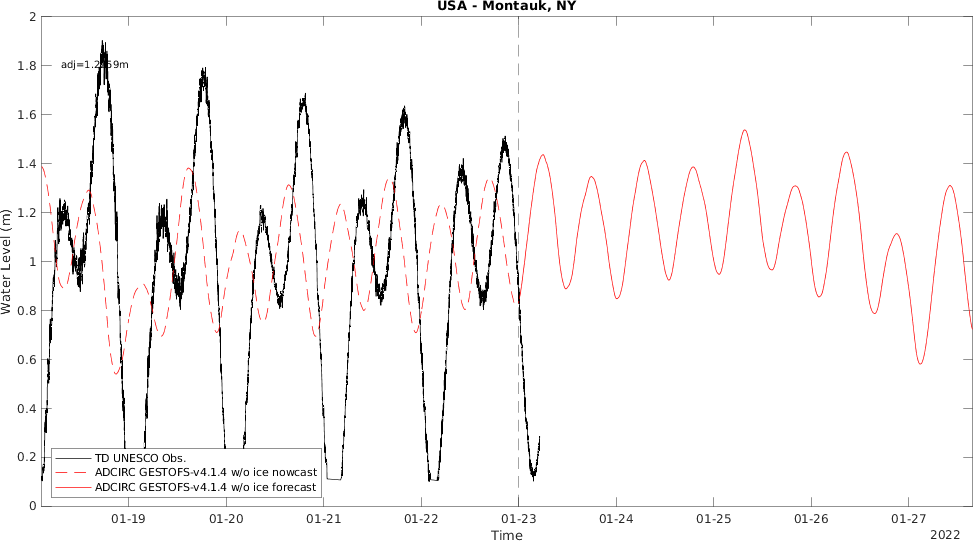 USA - Montauk, NY
2
1.8
1.6
1.4
1.2
1
0.8
0.6
0.4
0.2
0
Water Level (m)
TD UNESCO Obs.
ADCIRC GESTOFS-v4.1.4 w/o ice nowcast
ADCIRC GESTOFS-v4.1.4 w/o ice forecast
01-19 01-20 01-21 01-22 01-23 01-24 01-25 01-26 01-27
Time
2022